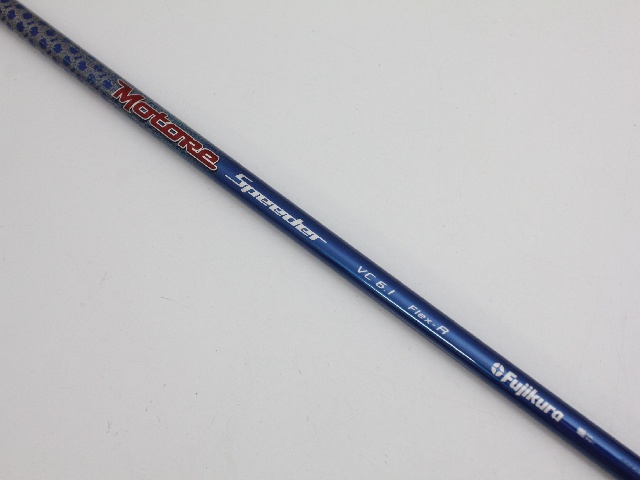 Motore
Speeder
VC 6.1 Flex-R
Fujikura